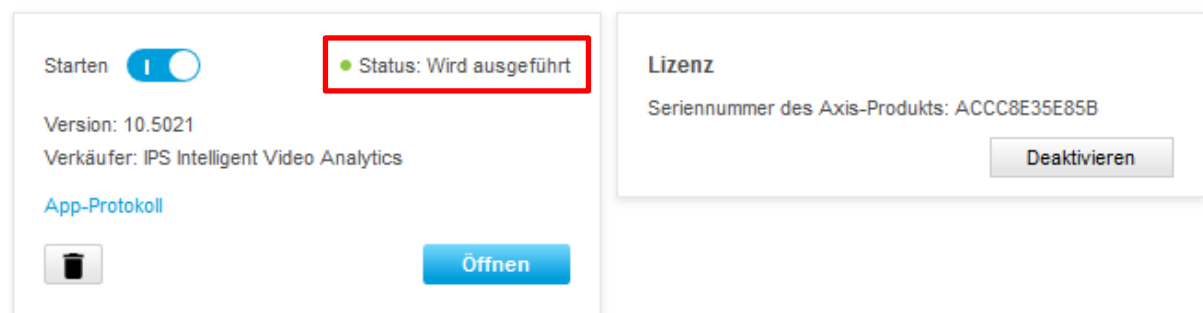 Starten
Status: Wird ausgeführt
Version: 10.5021
Verkäufer: IPS Intelligent Video Analytics
App-Protokoll
Öffnen
Lizenz
Seriennummer des Axis-Produkts: ACCC8E35E85B
Deaktivieren